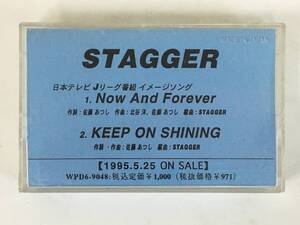 STAGGER
日本テレビ Jリーグ番組 イメージソング
1. Now And Forever
作詞:佐藤 あつし 作曲:北谷 洋、佐藤 あつし 編曲:STAGGER
2. KEEP ON SHINING
作詞・作曲:佐藤 あつし 編曲:STAGGER
【1995.5.25 ON SALE】
WPD6-9048:税込定価¥1,000(税抜価格¥971)